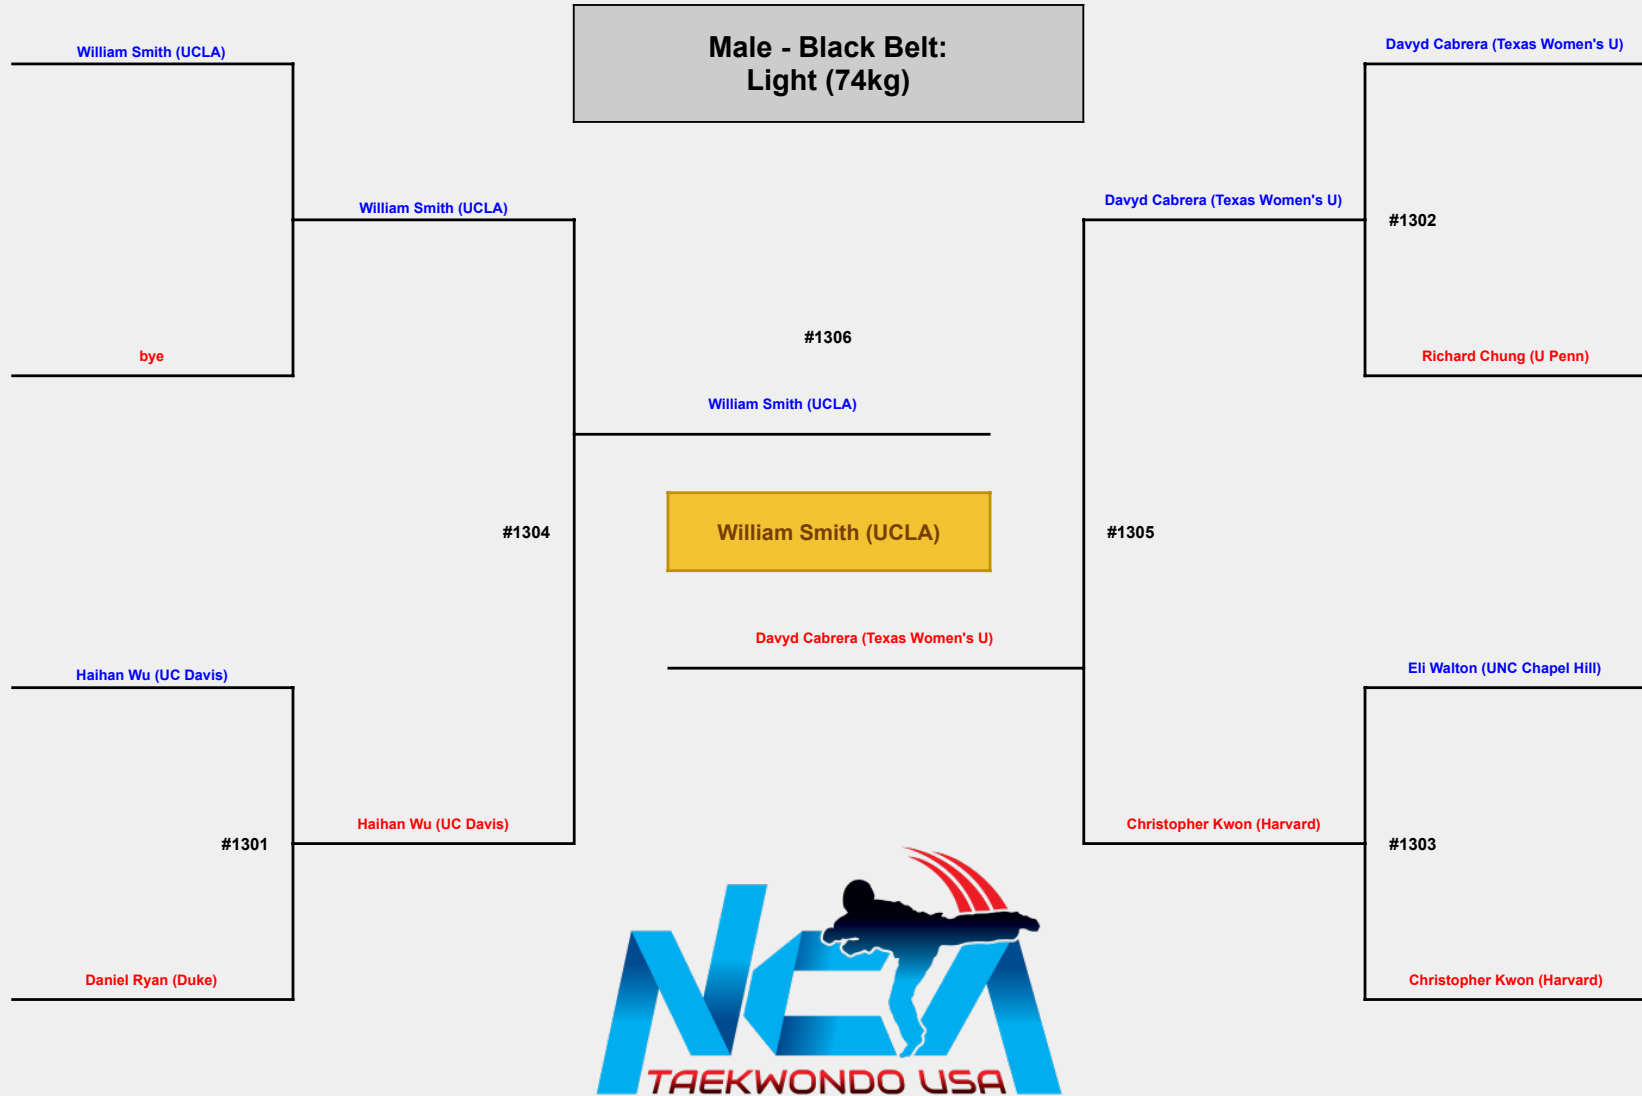 Male - Black Belt:
Light (74kg)
William Smith (UCLA)
Davyd Cabrera (Texas Women's U)
William Smith (UCLA)
Davyd Cabrera (Texas Women's U)
#1302
#1306
bye
Richard Chung (U Penn)
William Smith (UCLA)
#1304
William Smith (UCLA)
#1305
Davyd Cabrera (Texas Women's U)
Haihan Wu (UC Davis)
Eli Walton (UNC Chapel Hill)
#1301
Haihan Wu (UC Davis)
Christopher Kwon (Harvard)
#1303
Daniel Ryan (Duke)
Christopher Kwon (Harvard)
NCTA
TAEKWONDO USA